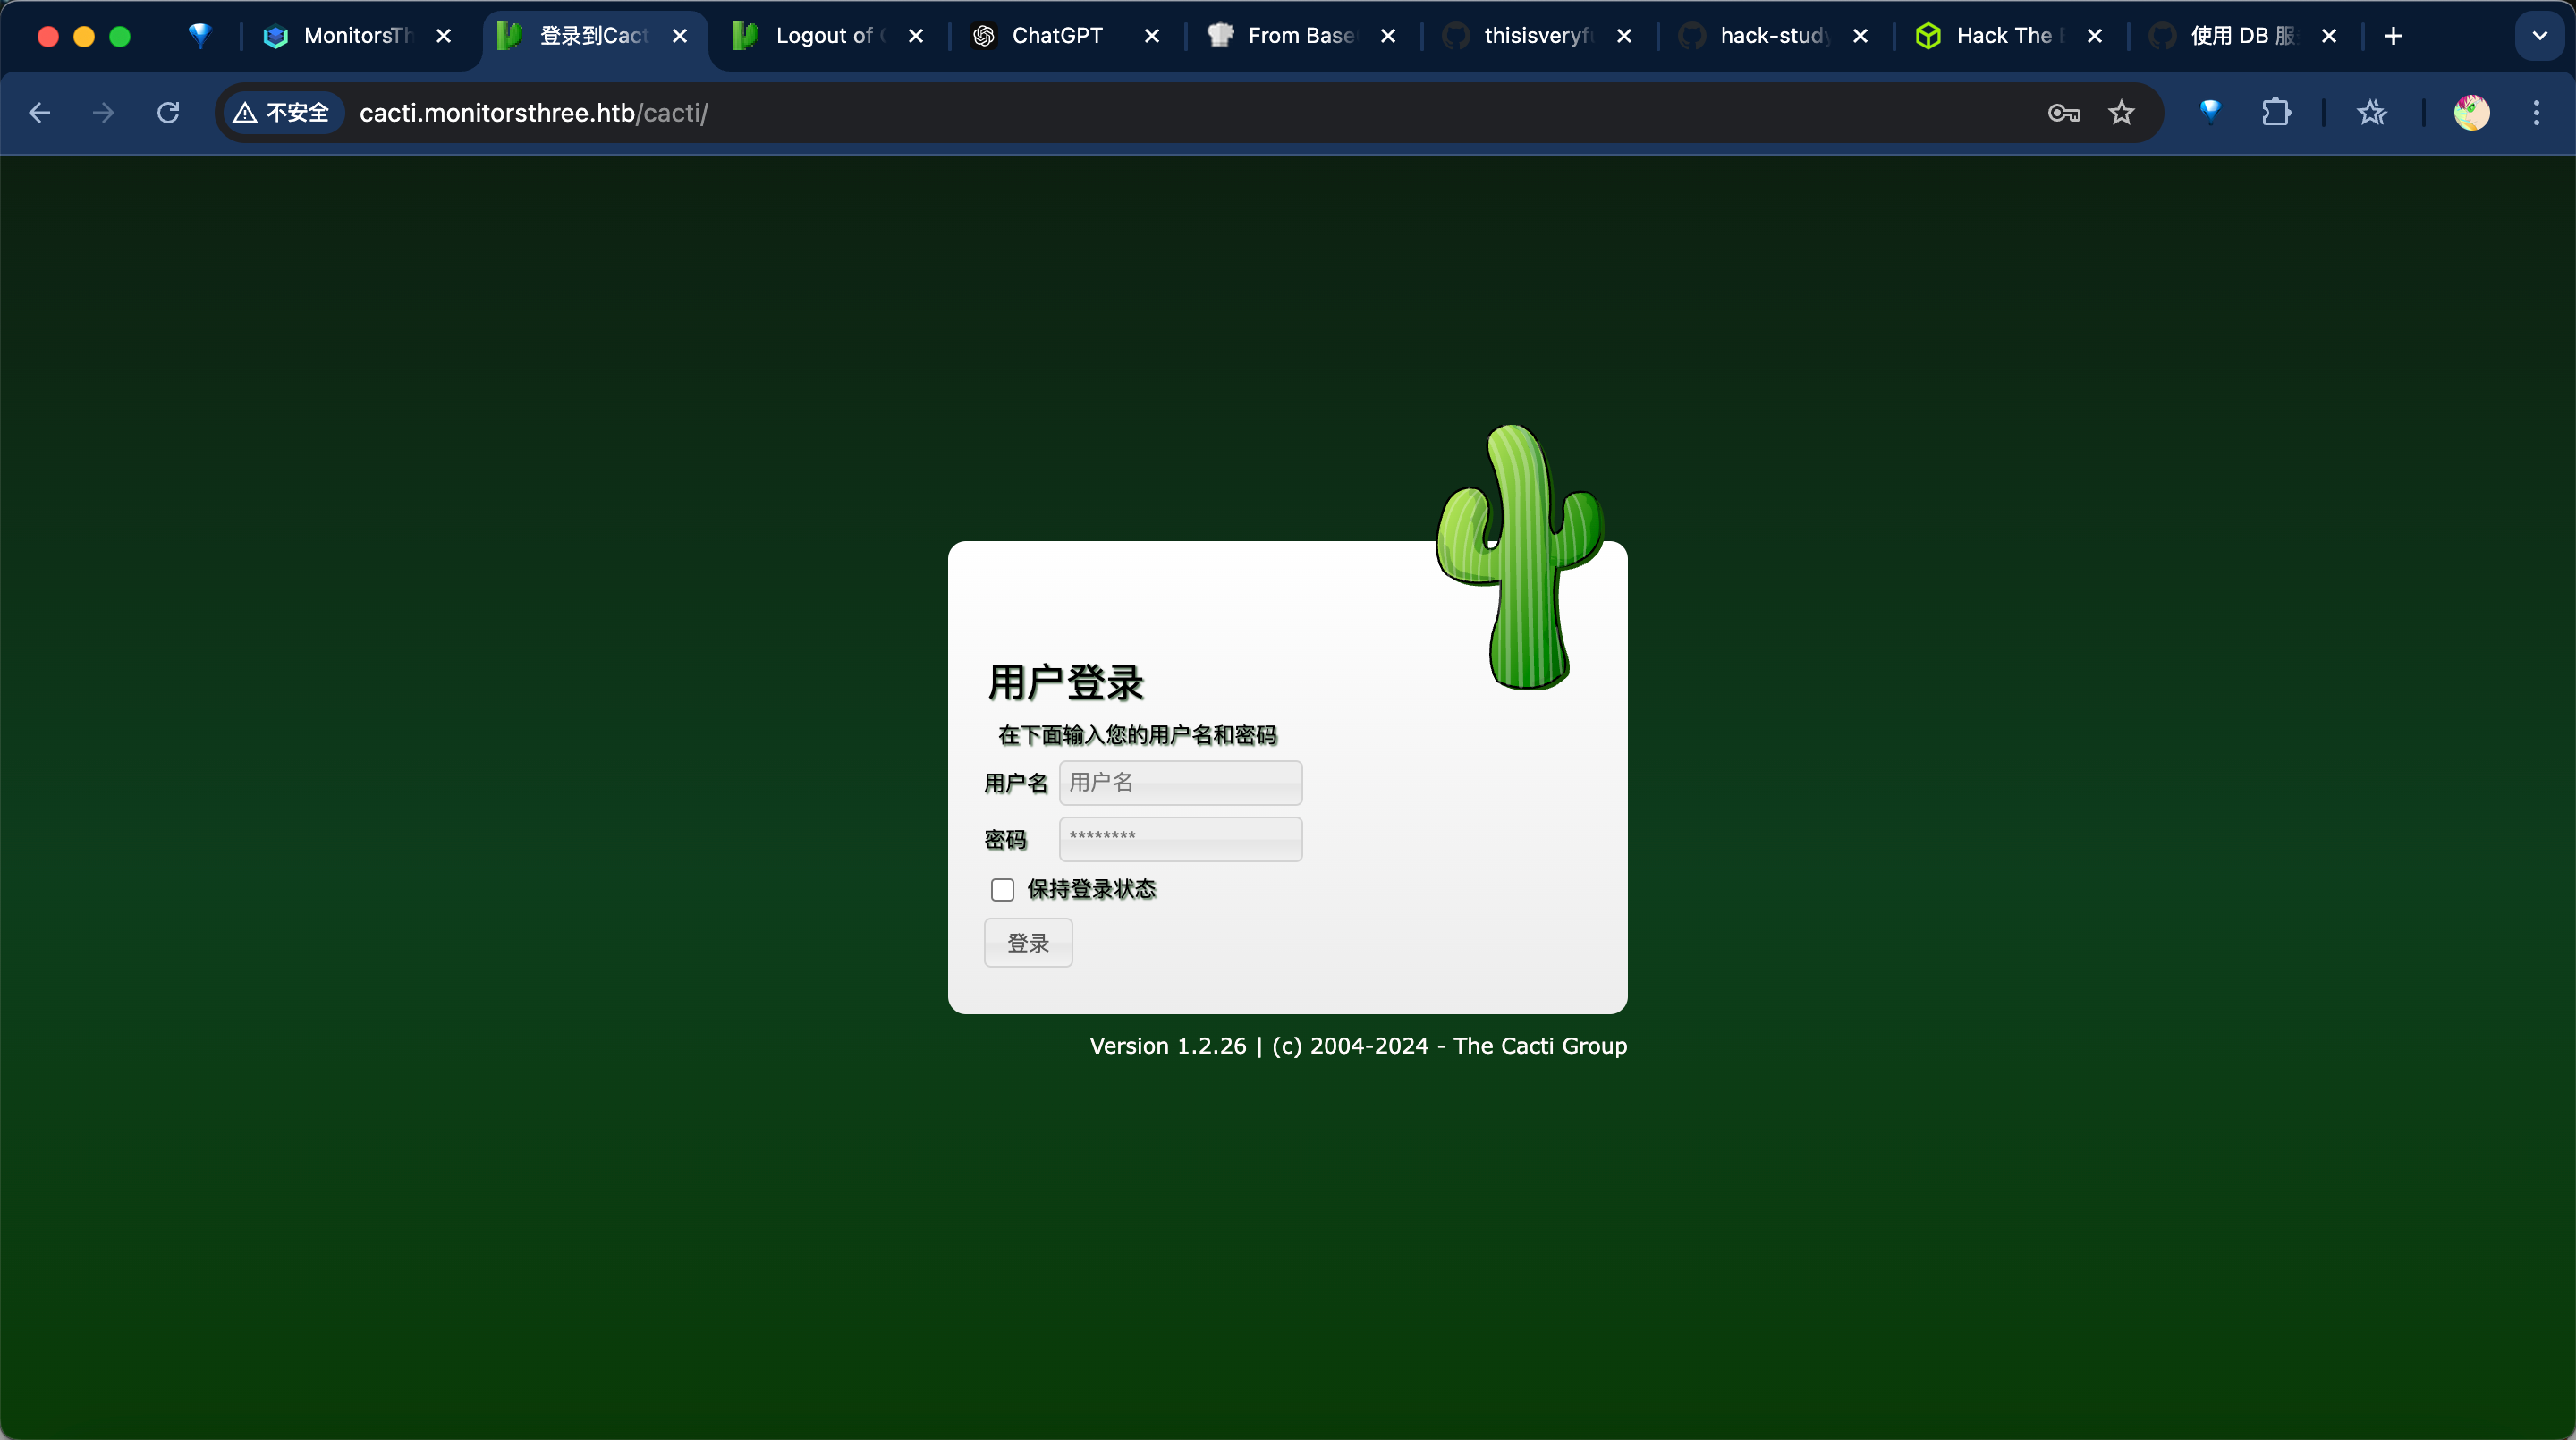 MonitorsTh
登录到Cact
Logout of
ChatGPT
From Base
thisisveryf
hack-study
Hack The
使用 DB 服
不安全
cacti.monitorsthree.htb/cacti/
用户登录
在下面输入您的用户名和密码
用户名 用户名
密码 ********
保持登录状态
登录
Version 1.2.26 | (c) 2004-2024 - The Cacti Group